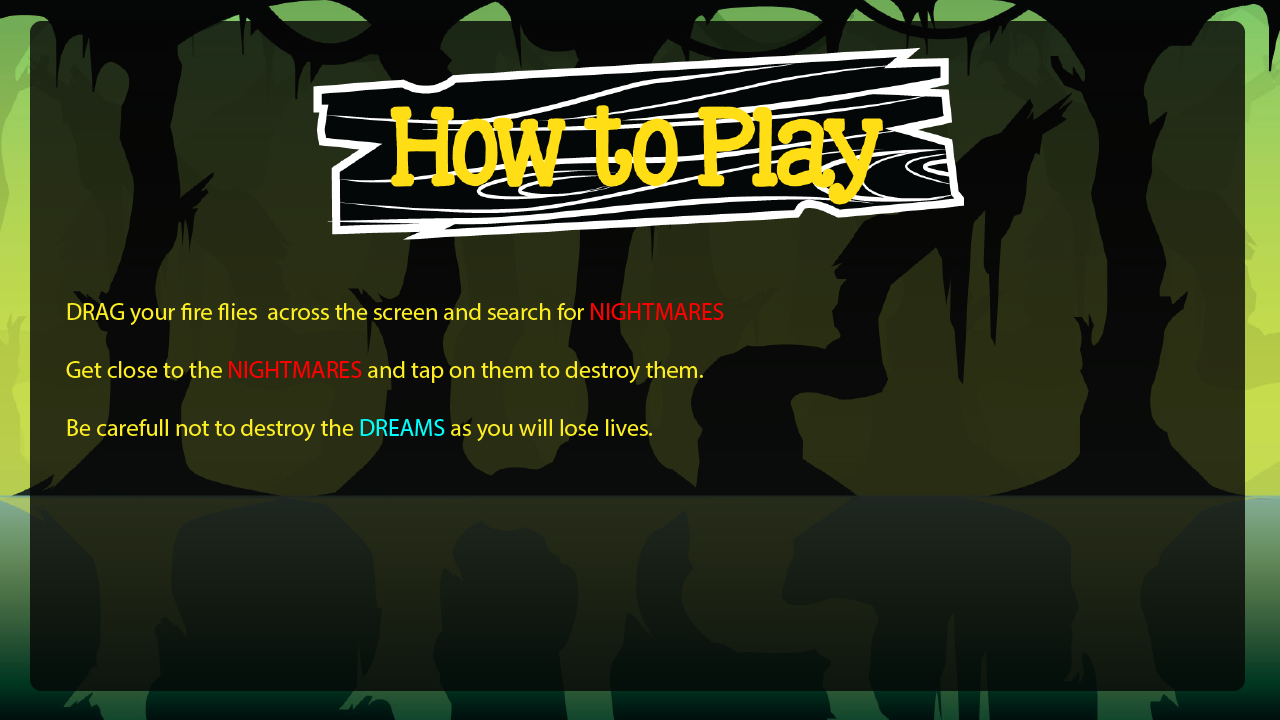 How to Play
DRAG your fire flies  across the screen and search for NIGHTMARES
Get close to the NIGHTMARES and tap on them to destroy them.
Be carefull not to destroy the DREAMS as you will lose lives.